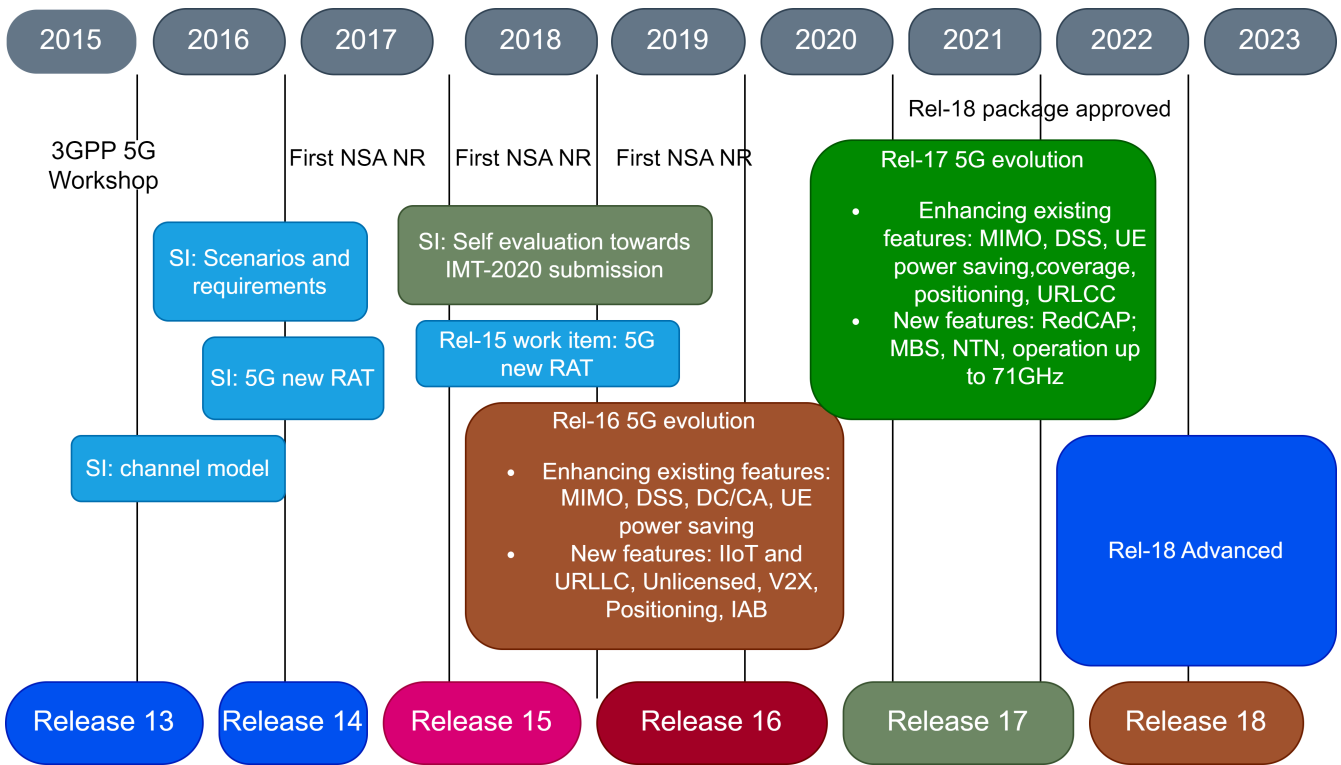 2015
2016
2017
2018
2019
2020
2021
2022
2023
Rel-18 package approved
3GPP 5G
Workshop
First NSA NR
First NSA NR
First NSA NR
SI: Scenarios and
requirements
SI: 5G new RAT
SI: channel model
SI: Self evaluation towards
IMT-2020 submission
Rel-15 work item: 5G
new RAT
Rel-16 5G evolution
• Enhancing existing features:
MIMO, DSS, DC/CA, UE
power saving
• New features: IIoT and
URLLC, Unlicensed, V2X,
Positioning, IAB
Rel-17 5G evolution
• Enhancing existing
features: MIMO, DSS, UE
power saving,coverage,
positioning, URLCC
• New features: RedCAP;
MBS, NTN, operation up
to 71GHz
Rel-18 Advanced
Release 13
Release 14
Release 15
Release 16
Release 17
Release 18